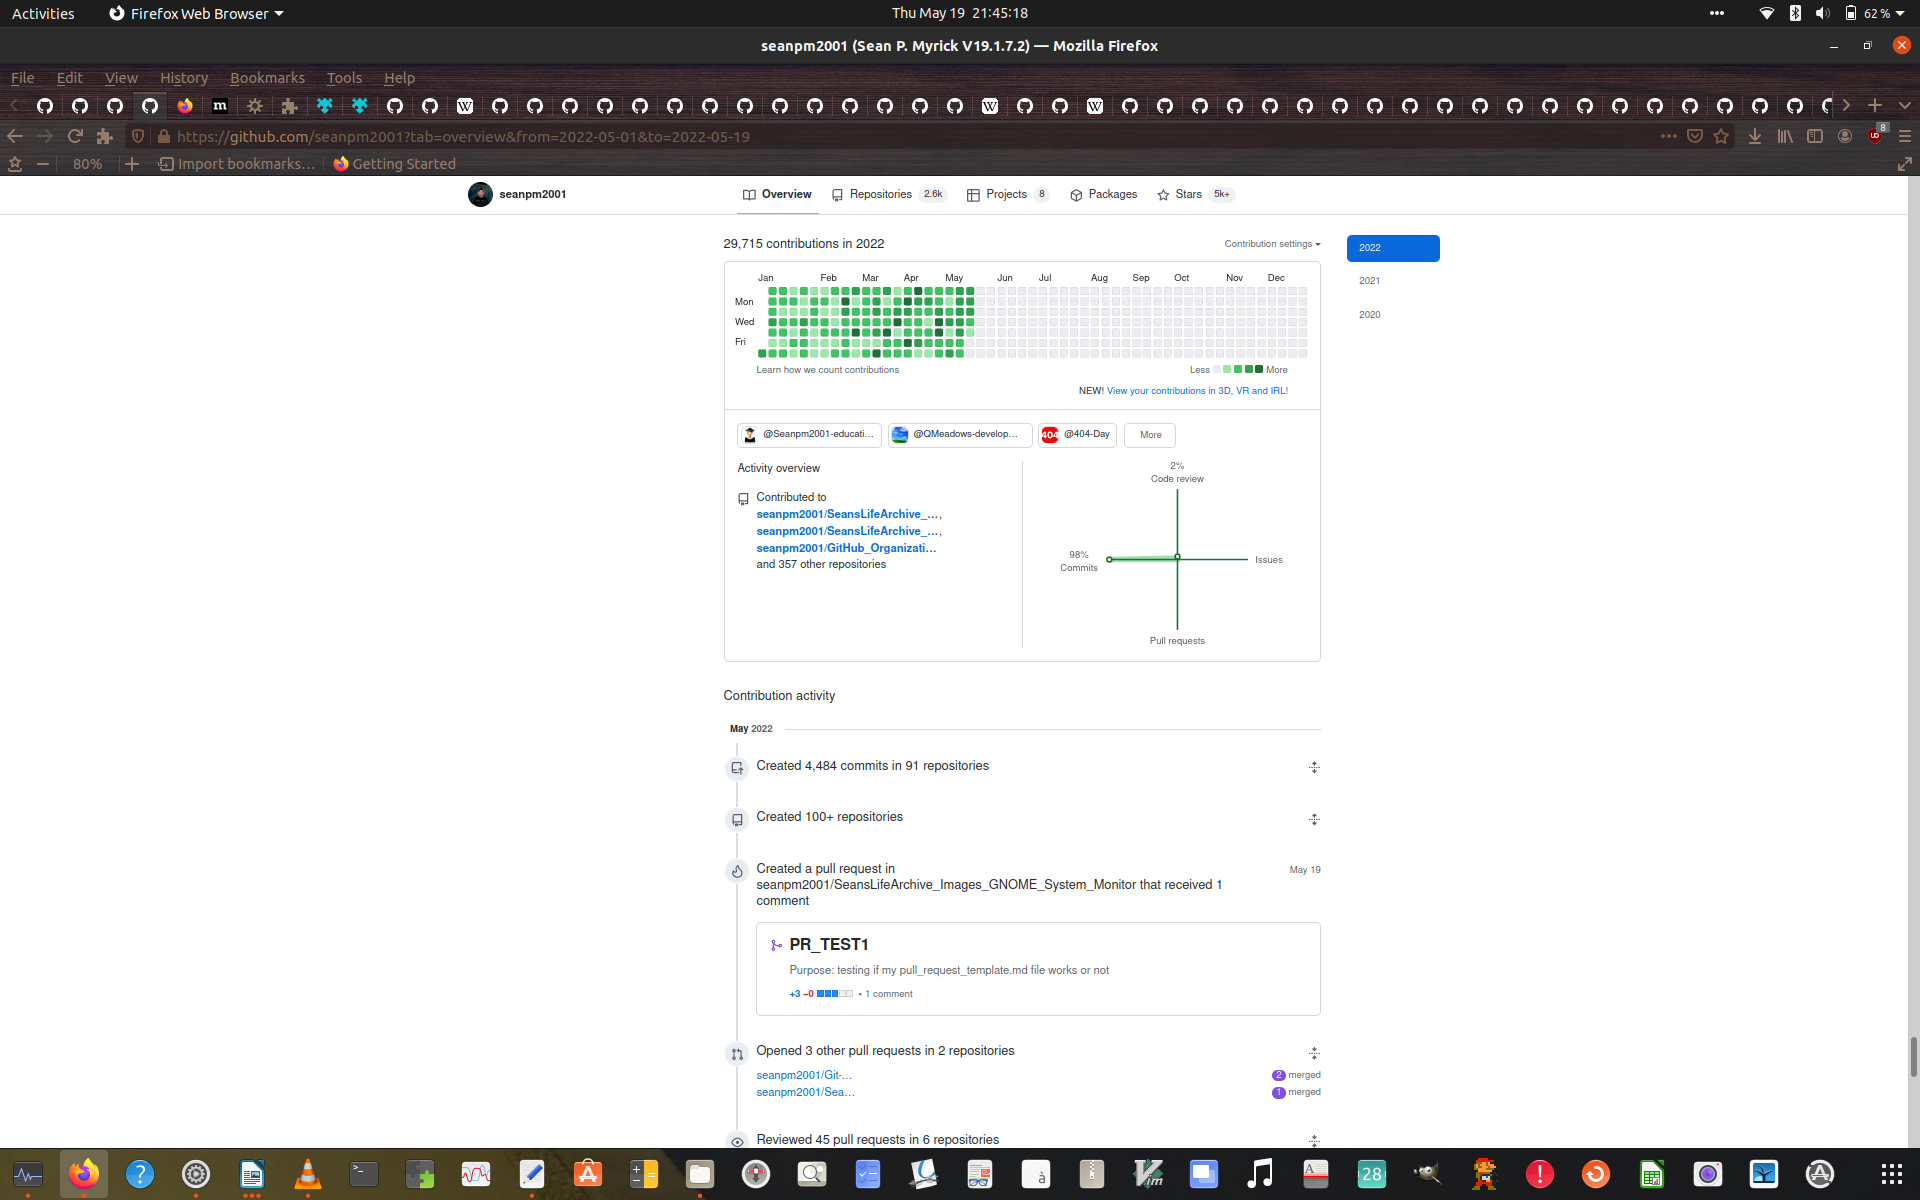 Activities
Firefox Web Browser
Thu May 19 21:45:18
62 %
seanpm2001 (Sean P. Myrick V19.1.7.2) — Mozilla Firefox
File Edit View History Bookmarks Tools Help
https://github.com/seanpm2001?tab=overview&from=2022-05-01&to=2022-05-19
8
80%
Import bookmarks...
Getting Started
seanpm2001
Overview
Repositories 2.6k
Projects 8
Packages
Stars 5k+
29,715 contributions in 2022
Contribution settings
2022
2021
2020
Jan Feb Mar Apr May Jun Jul Aug Sep Oct Nov Dec
Mon
Wed
Fri
Learn how we count contributions
Less More
NEW! View your contributions in 3D, VR and IRL!
@Seanpm2001-educati...
@QMeadows-develop...
404 @404-Day
More
Activity overview
Contributed to
seanpm2001/SeansLifeArchive_...,
seanpm2001/SeansLifeArchive_...,
seanpm2001/GitHub_Organizati...
and 357 other repositories
2%
Code review
98%
Commits
Issues
Pull requests
Contribution activity
May 2022
Created 4,484 commits in 91 repositories
Created 100+ repositories
Created a pull request in
seanpm2001/SeansLifeArchive_Images_GNOME_System_Monitor that received 1
comment
May 19
PR_TEST1
Purpose: testing if my pull_request_template.md file works or not
+3 −0 • 1 comment
Opened 3 other pull requests in 2 repositories
seanpm2001/Git-... 2 merged
seanpm2001/Sea... 1 merged
Reviewed 45 pull requests in 6 repositories
28